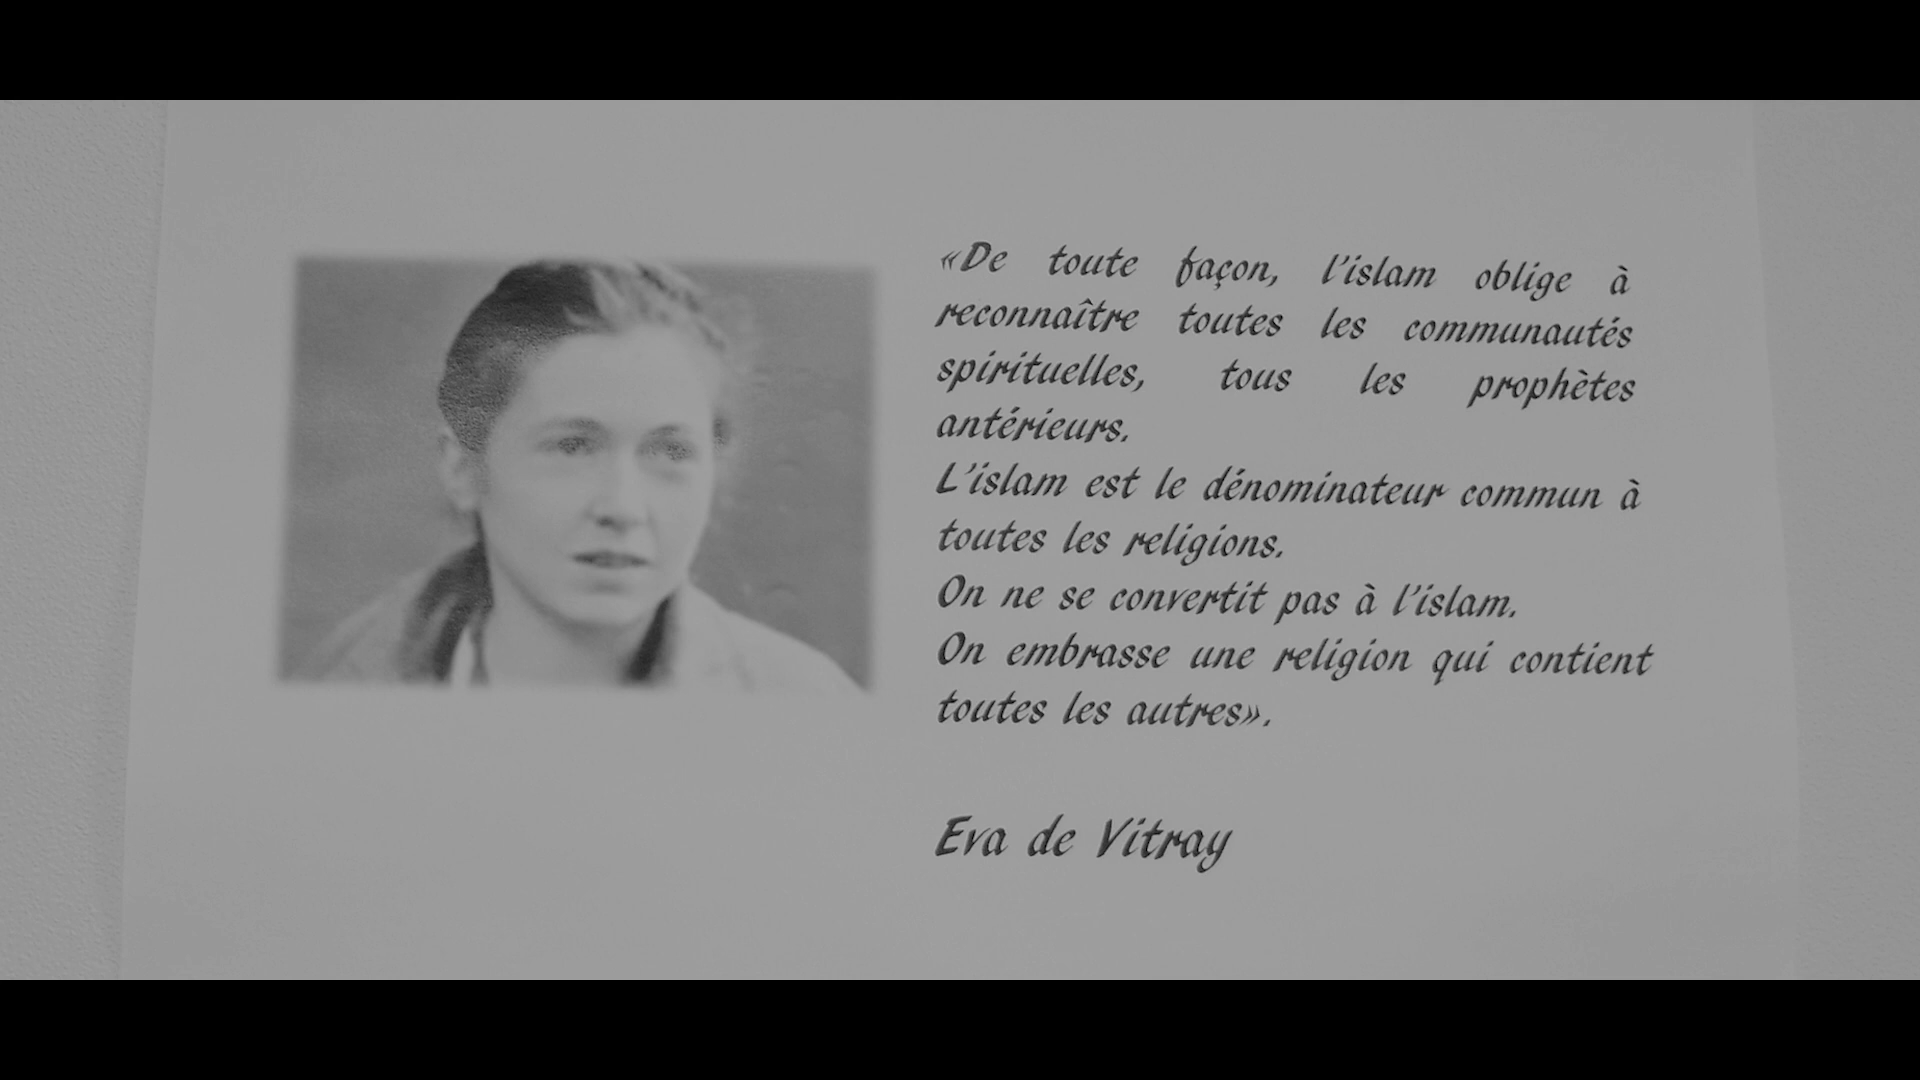 «De toute façon, l'islam oblige à
reconnaître toutes les communautés
spirituelles, tous les prophètes
antérieurs.
L'islam est le dénominateur commun à
toutes les religions.
On ne se convertit pas à l'islam.
On embrasse une religion qui contient
toutes les autres».
Eva de Vitray